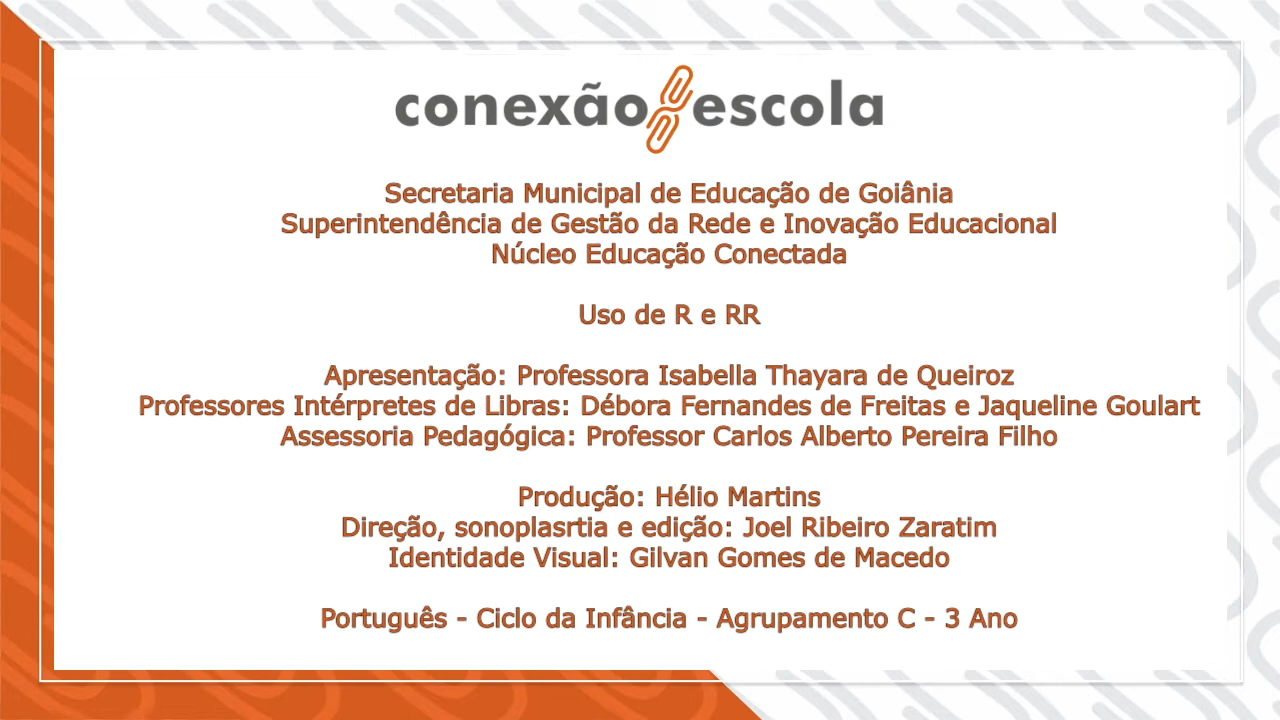 conexão escola
Secretaria Municipal de Educação de Goiânia
Superintendência de Gestão da Rede e Inovação Educacional
Núcleo Educação Conectada
Uso de R e RR
Apresentação: Professora Isabella Thayara de Queiroz
Professores Intérpretes de Libras: Débora Fernandes de Freitas e Jaqueline Goulart
Assessoria Pedagógica: Professor Carlos Alberto Pereira Filho
Produção: Hélio Martins
Direção, sonoplasrtia e edição: Joel Ribeiro Zaratim
Identidade Visual: Gilvan Gomes de Macedo
Português - Ciclo da Infância - Agrupamento C - 3 Ano